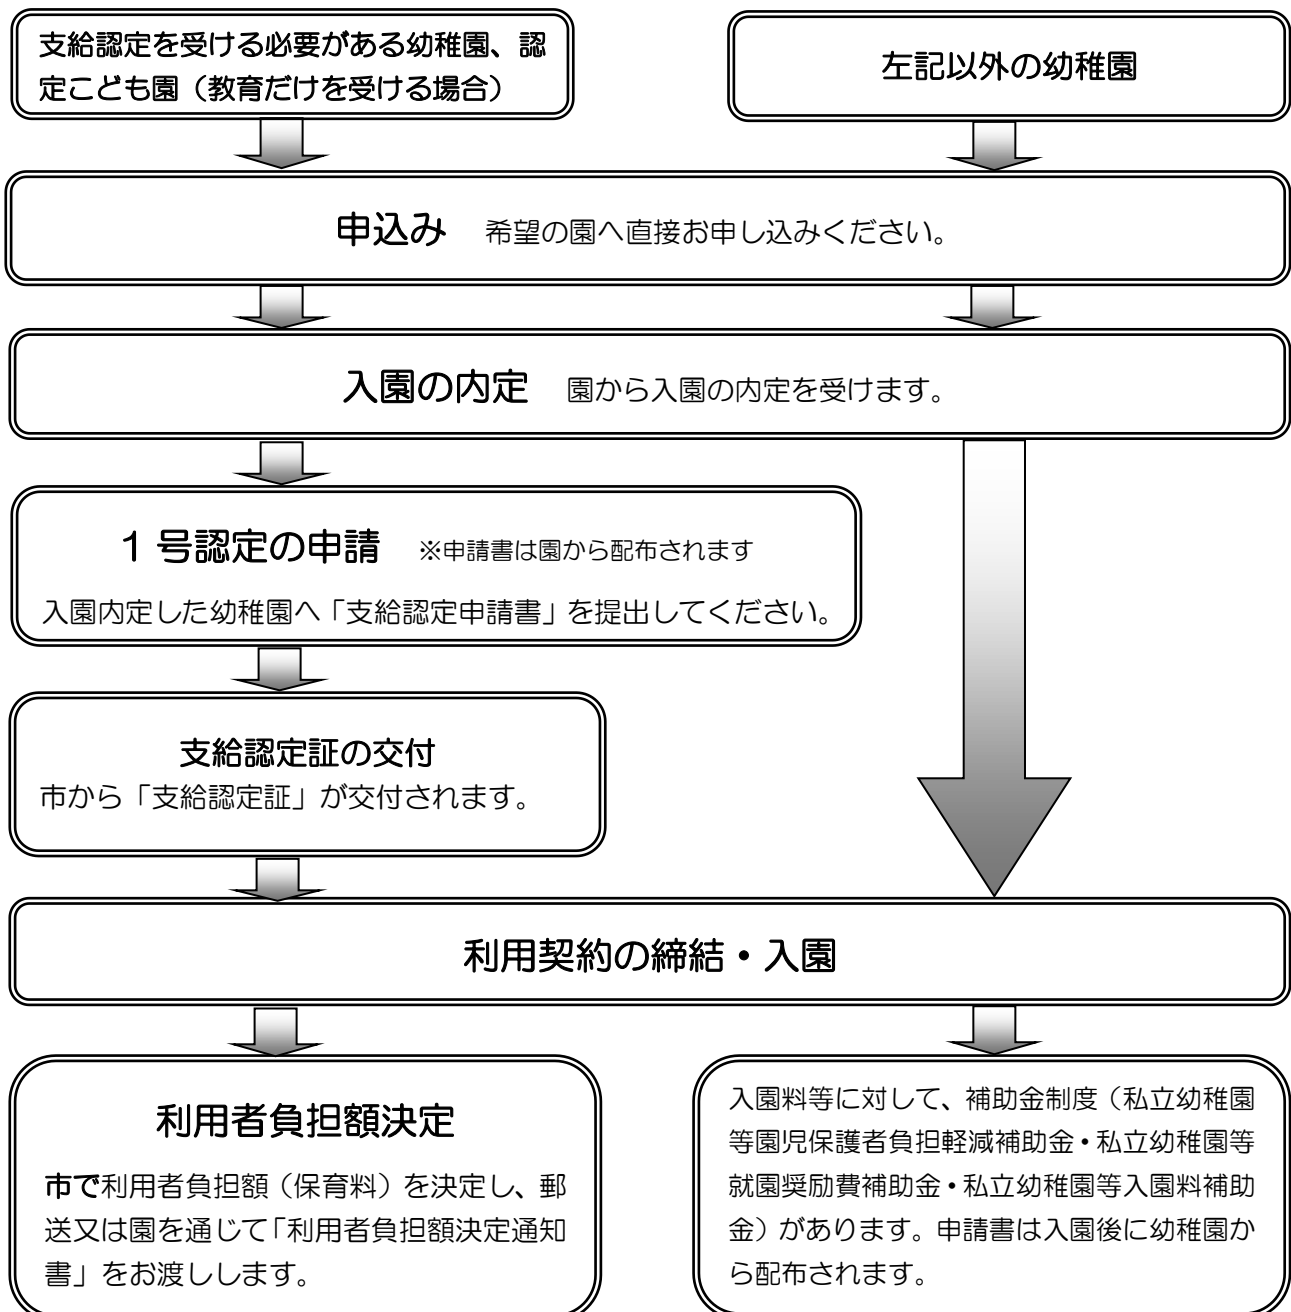 支給認定を受ける必要がある幼稚園、認
定こども園（教育だけを受ける場合）
左記以外の幼稚園
申込み　希望の園へ直接お申し込みください。
入園の内定　園から入園の内定を受けます。
1号認定の申請　※申請書は園から配布されます
入園内定した幼稚園へ「支給認定申請書」を提出してください。
支給認定証の交付
市から「支給認定証」が交付されます。
利用契約の締結・入園
利用者負担額決定
市で利用者負担額（保育料）を決定し、郵
送又は園を通じて「利用者負担額決定通知
書」をお渡しします。
入園料等に対して、補助金制度（私立幼稚園
等園児保護者負担軽減補助金・私立幼稚園等
就園奨励費補助金・私立幼稚園等入園料補助
金）があります。申請書は入園後に幼稚園か
ら配布されます。